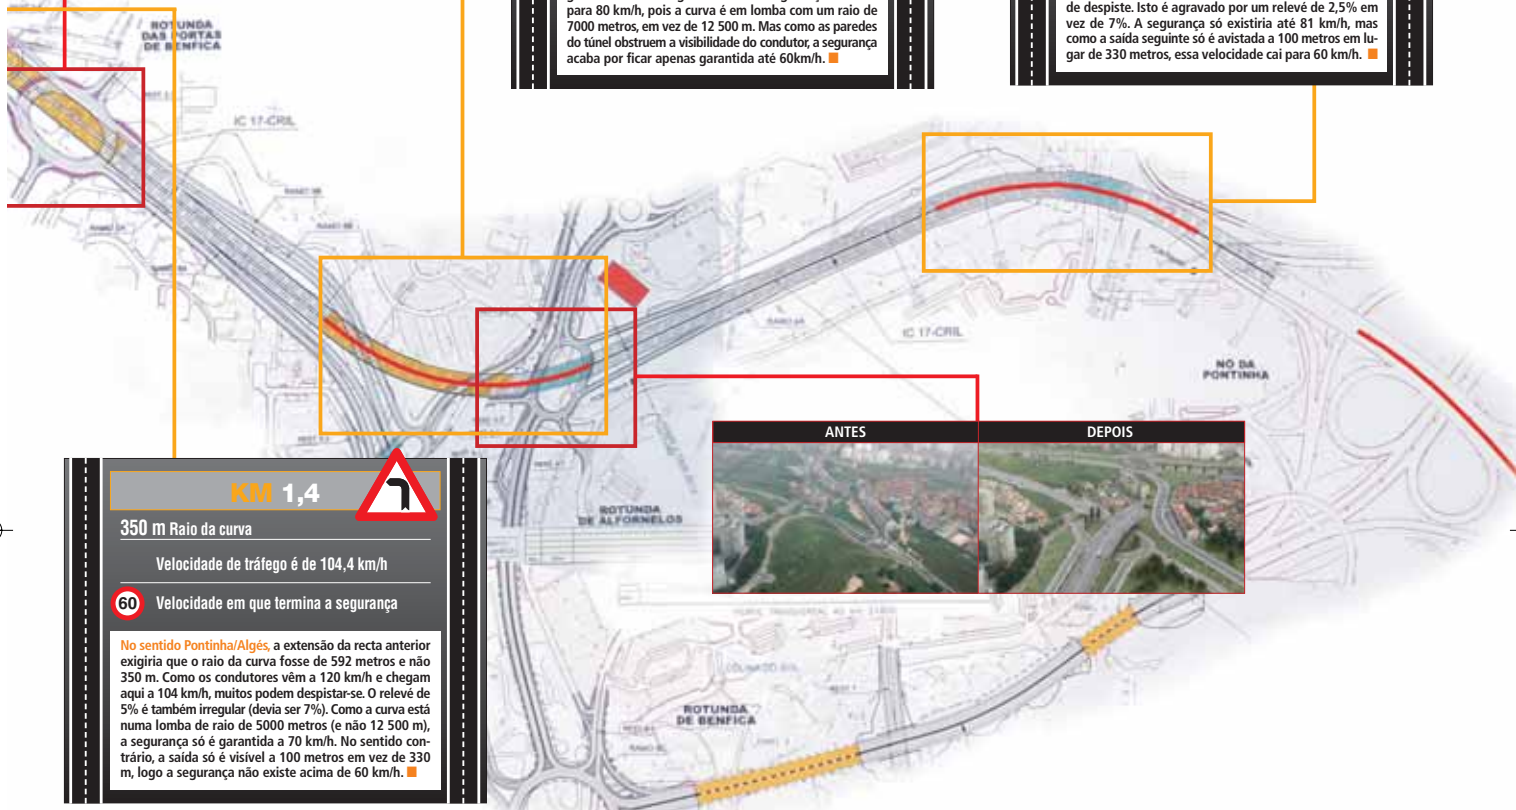 para 80 km/h, pois a curva é em lomba com um raio de
7000 metros, em vez de 12 500 m. Mas como as paredes
do túnel obstruem a visibilidade do condutor, a segurança
acaba por ficar apenas garantida até 60km/h.
de despiste. Isto é agravado por um relevé de 2,5% em
vez de 7%. A segurança só existiria até 81 km/h, mas
como a saída seguinte só é avistada a 100 metros em lu-
gar de 330 metros, essa velocidade cai para 60 km/h.
ROTUNDA
DAS PORTAS
DE BENFICA
IC 17-CRIL
IC 17-CRIL
NO DA
PONTINHA
ANTES
DEPOIS
ROTUNDA
DE ALFORNELOS
KM 1,4
350 m Raio da curva
Velocidade de tráfego é de 104,4 km/h
60 Velocidade em que termina a segurança
No sentido Pontinha/Algés, a extensão da recta anterior
exigiria que o raio da curva fosse de 592 metros e não
350 m. Como os condutores vêm a 120 km/h e chegam
aqui a 104 km/h, muitos podem despistar-se. O relevé de
5% é também irregular (devia ser 7%). Como a curva está
numa lomba de raio de 5000 metros (e não 12 500 m),
a segurança só é garantida a 70 km/h. No sentido con-
trário, a saída só é visível a 100 metros em vez de 330
m, logo a segurança não existe acima de 60 km/h.
ROTUNDA
DE BENFICA